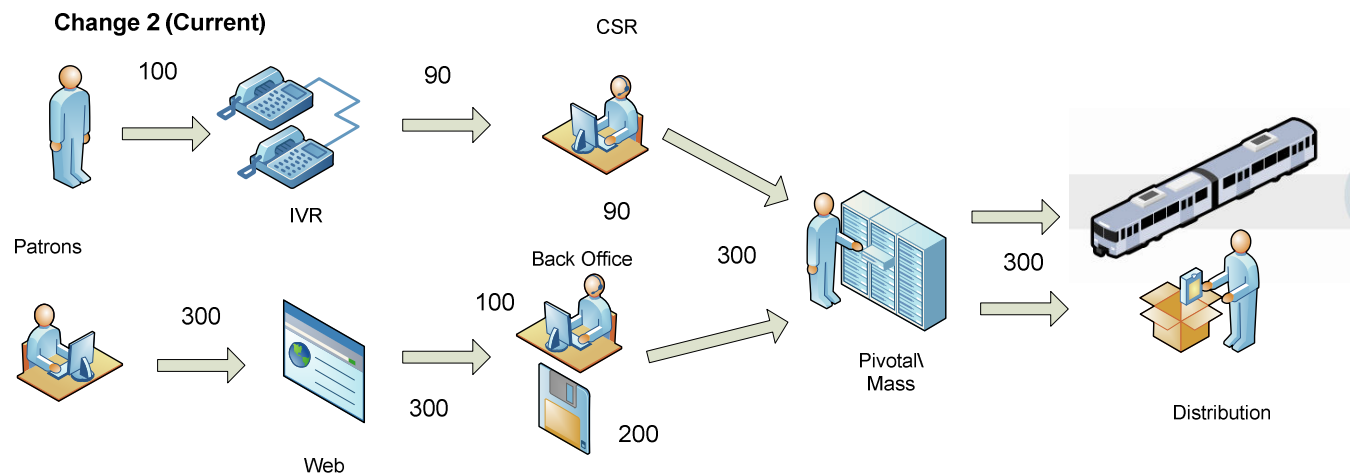 Change 2 (Current)
CSR
100
90
IVR
90
Patrons
Back Office
300
300
300
100
Pivotal\
Mass
300
200
Distribution
Web